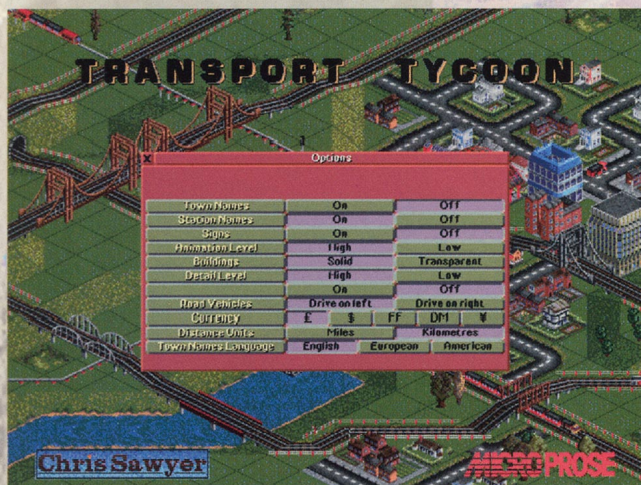 TRANSPORT TYCOON
x Options
Town Names On Off
Station Names On Off
Signs On Off
Animation Level High Low
Buildings Solid Transparent
Detail Level High Low
On Off
Road Vehicles Drive on left Drive on right
Currency £ $ FF DM ¥
Distance Units Miles Kilometres
Town Names Language English European American
Chris Sawyer MICROPROSE